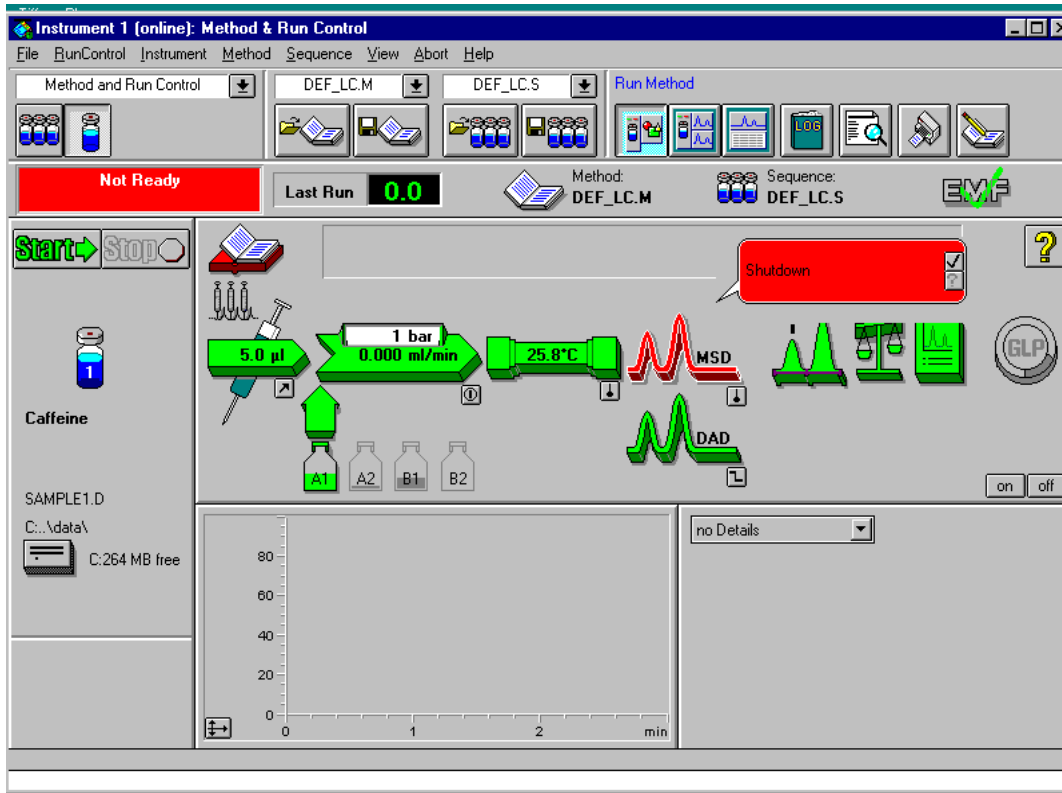 Instrument 1 (online): Method & Run Control
File RunControl Instrument Method Sequence View Abort Help
Method and Run Control DEF_LC.M DEF_LC.S Run Method
LOG
Not Ready
Last Run 0.0
Method:
DEF_LC.M
Sequence:
DEF_LC.S
EMF
Start Stop
?
Shutdown
?
1 bar
5.0 µl
0.000 ml/min
25.8°C
MSD
GLP
1
Caffeine
DAD
A1 A2 B1 B2
on off
SAMPLE1.D
C:..\data\
C:264 MB free
no Details
80
60
40
20
0
0 1 2 min